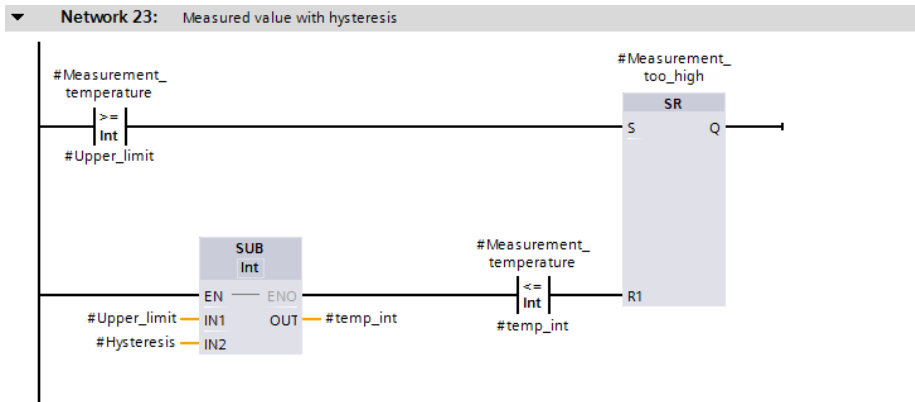 Network 23: Measured value with hysteresis
#Measurement_
temperature
>=
Int
#Upper_limit
#Measurement_
too_high
SR
S Q
R1
SUB
Int
EN ENO
#Upper_limit IN1 OUT #temp_int
#Hysteresis IN2
#Measurement_
temperature
<=
Int
#temp_int